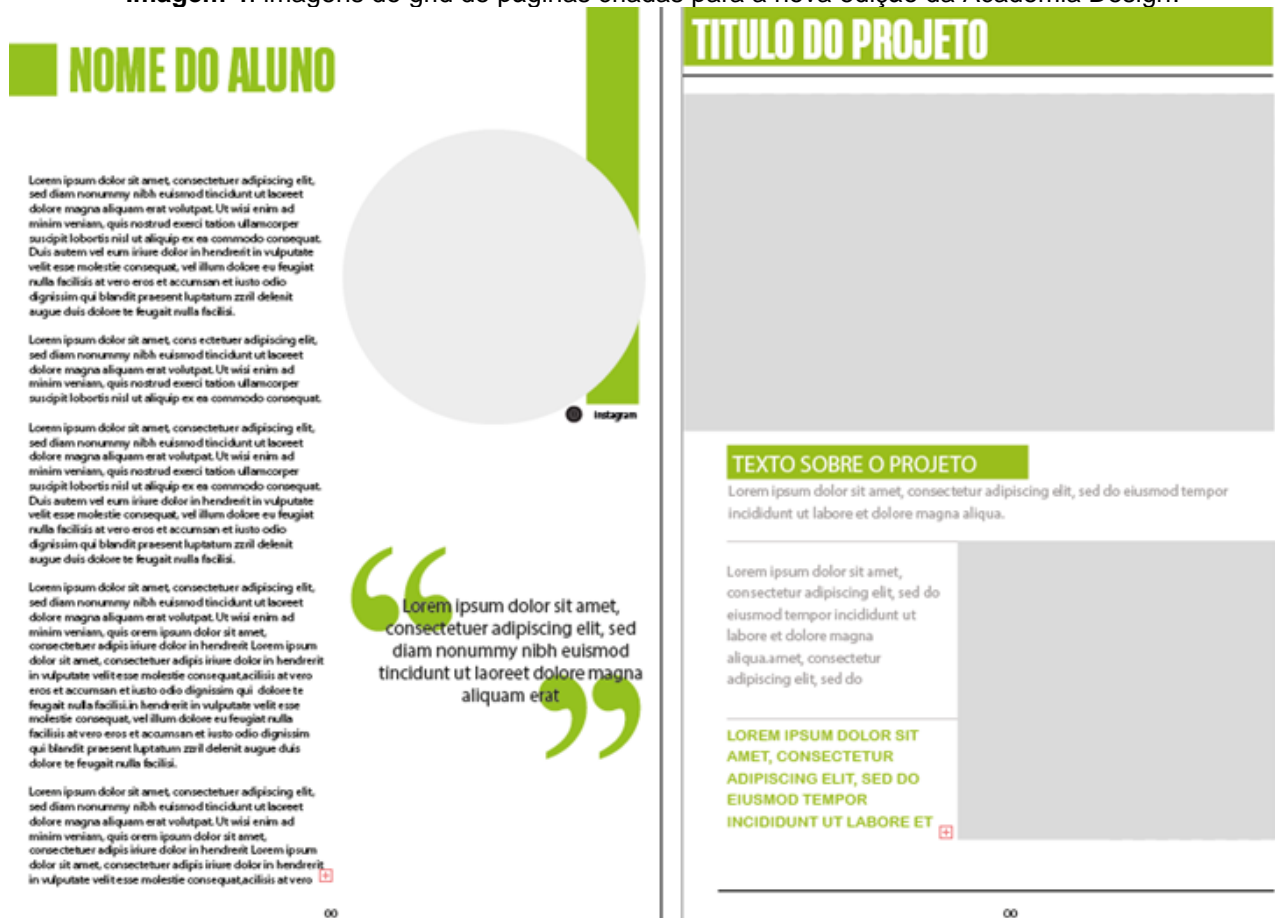 Imagem Imagens do grid de páginas criadas para a nova edição da Academia Design.
NOME DO ALUNO
Lorem ipsum dolor sit amet, consectetuer adipiscing elit,
sed diam nonummy nibh euismod tincidunt ut laoreet
dolore magna aliquam erat volutpat. Ut wisi enim ad
minim veniam, quis nostrud exerci tation ullamcorper
suscipit lobortis nisl ut aliquip ex ea commodo consequat.
Duis autem vel eum iriure dolor in hendrerit in vulputate
velit esse molestie consequat, vel illum dolore eu feugiat
nulla facilisis at vero eros et accumsan et iusto odio
dignissim qui blandit praesent luptatum zzril delenit
augue duis dolore te feugait nulla facilisi.
Lorem ipsum dolor sit amet, cons ectetuer adipiscing elit,
sed diam nonummy nibh euismod tincidunt ut laoreet
dolore magna aliquam erat volutpat. Ut wisi enim ad
minim veniam, quis nostrud exerci tation ullamcorper
suscipit lobortis nisl ut aliquip ex ea commodo consequat.
Lorem ipsum dolor sit amet, consectetuer adipiscing elit,
sed diam nonummy nibh euismod tincidunt ut laoreet
dolore magna aliquam erat volutpat. Ut wisi enim ad
minim veniam, quis nostrud exerci tation ullamcorper
suscipit lobortis nisl ut aliquip ex ea commodo consequat.
Duis autem vel eum iriure dolor in hendrerit in vulputate
velit esse molestie consequat, vel illum dolore eu feugiat
nulla facilisis at vero eros et accumsan et iusto odio
dignissim qui blandit praesent luptatum zzril delenit
augue duis dolore te feugait nulla facilisi.
Lorem ipsum dolor sit amet, consectetuer adipiscing elit,
sed diam nonummy nibh euismod tincidunt ut laoreet
dolore magna aliquam erat volutpat. Ut wisi enim ad
minim veniam, quis orem ipsum dolor sit amet,
consectetuer adipis iriure dolor in hendrerit Lorem ipsum
dolor sit amet, consectetuer adipis iriure dolor in hendrerit
in vulputate velit esse molestie consequat,acilisis at vero
eros et accumsan et iusto odio dignissim qui dolore te
feugait nulla facilisi.in hendrerit in vulputate velit esse
molestie consequat, vel illum dolore eu feugiat nulla
facilisis at vero eros et accumsan et iusto odio dignissim
qui blandit praesent luptatum zzril delenit augue duis
dolore te feugait nulla facilisi.
Lorem ipsum dolor sit amet, consectetuer adipiscing elit,
sed diam nonummy nibh euismod tincidunt ut laoreet
dolore magna aliquam erat volutpat. Ut wisi enim ad
minim veniam, quis orem ipsum dolor sit amet,
consectetuer adipis iriure dolor in hendrerit Lorem ipsum
dolor sit amet, consectetuer adipis iriure dolor in hendrerit
in vulputate velit esse molestie consequat,acilisis at vero
Instagram
“
Lorem ipsum dolor sit amet,
consectetuer adipiscing elit, sed
diam nonummy nibh euismod
tincidunt ut laoreet dolore magna
aliquam erat
”
00
TITULO DO PROJETO
TEXTO SOBRE O PROJETO
Lorem ipsum dolor sit amet, consectetur adipiscing elit, sed do eiusmod tempor
incididunt ut labore et dolore magna aliqua.
Lorem ipsum dolor sit amet,
consectetur adipiscing elit, sed do
eiusmod tempor incididunt ut
labore et dolore magna
aliqua.amet, consectetur
adipiscing elit, sed do
LOREM IPSUM DOLOR SIT
AMET, CONSECTETUR
ADIPISCING ELIT, SED DO
EIUSMOD TEMPOR
INCIDIDUNT UT LABORE ET
00